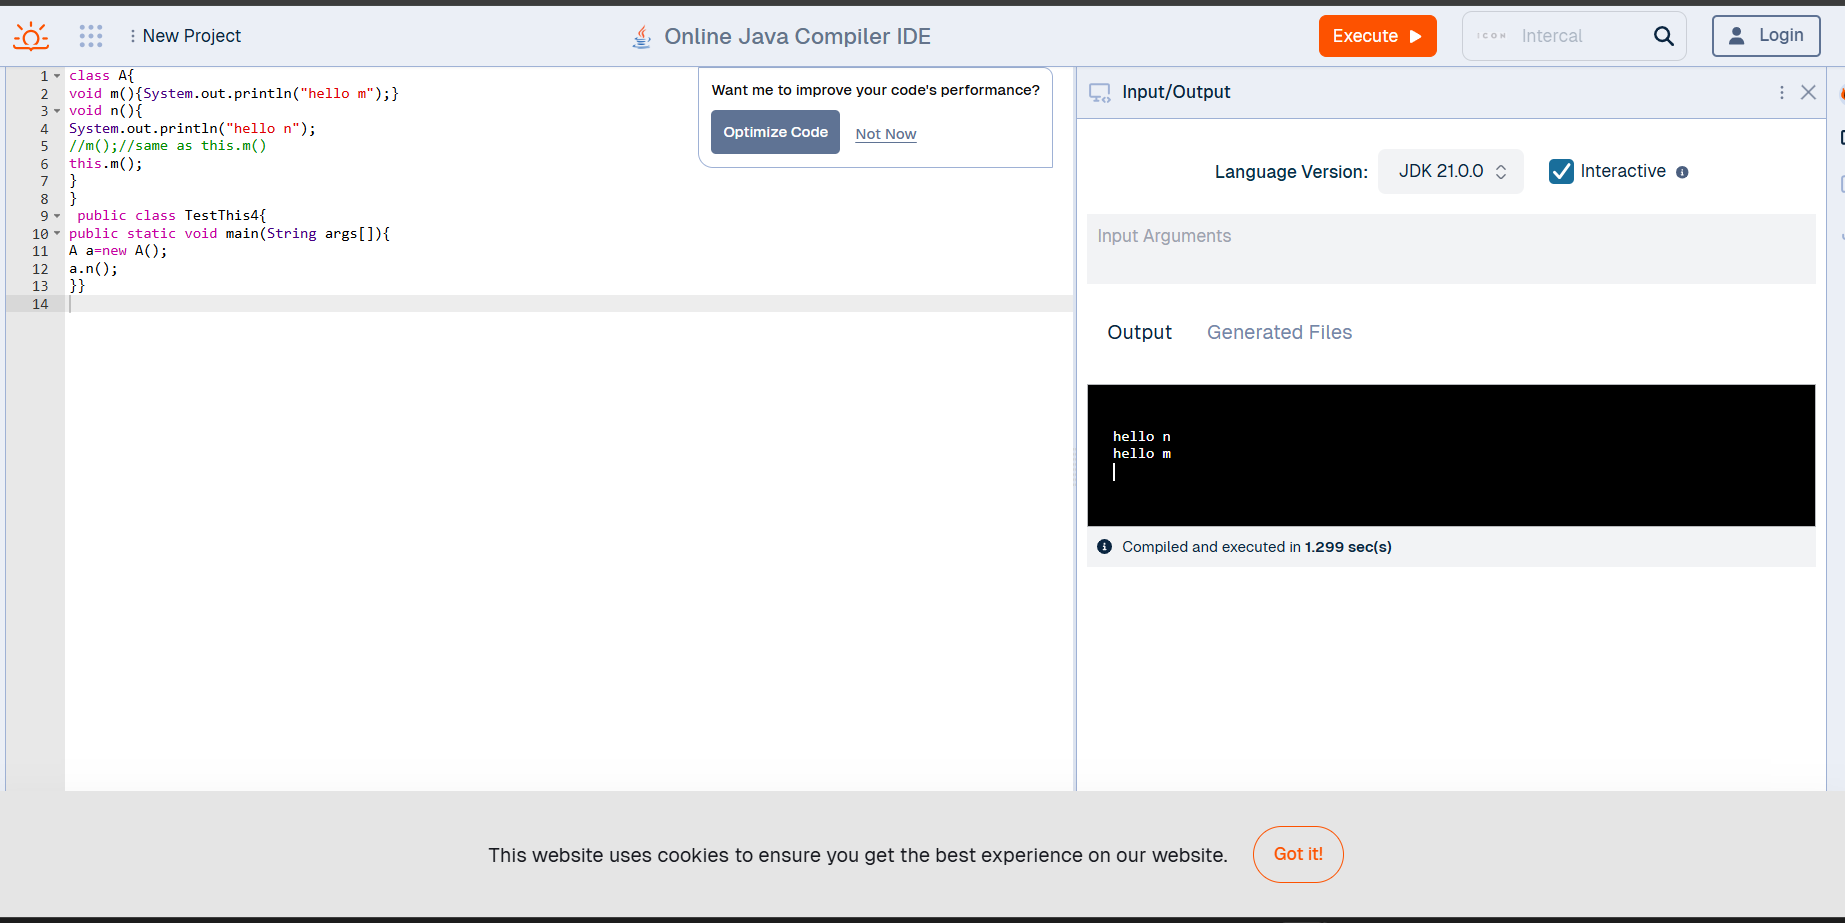 New Project
Online Java Compiler IDE
Execute
ICON Intercal
Login
1 class A{
2 void m(){System.out.println("hello m");}
3 void n(){
4 System.out.println("hello n");
5 //m();//same as this.m()
6 this.m();
7 }
8 }
9 public class TestThis4{
10 public static void main(String args[]){
11 A a=new A();
12 a.n();
13 }}
14
Want me to improve your code's performance?
Optimize Code Not Now
Input/Output
Language Version: JDK 21.0.0 Interactive
Input Arguments
Output Generated Files
hello n
hello m
Compiled and executed in 1.299 sec(s)
This website uses cookies to ensure you get the best experience on our website. Got it!